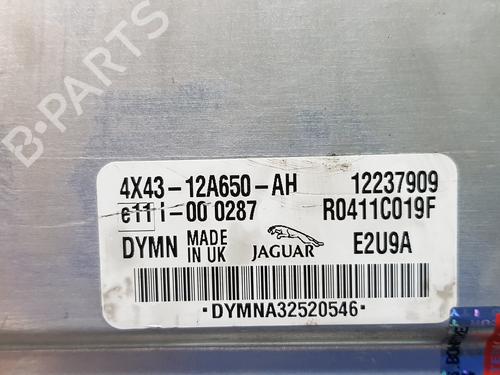 B-PARTS
4X43-12A650-AH 12237909
e11 I-00 0287 R0411C019F
DYMN MADE IN UK JAGUAR E2U9A
·DYMNA32520546·